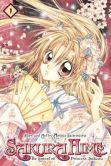 1
Story and Art by Arina Tanemura
SAKURA HIME
The Legend of
Princess Sakura